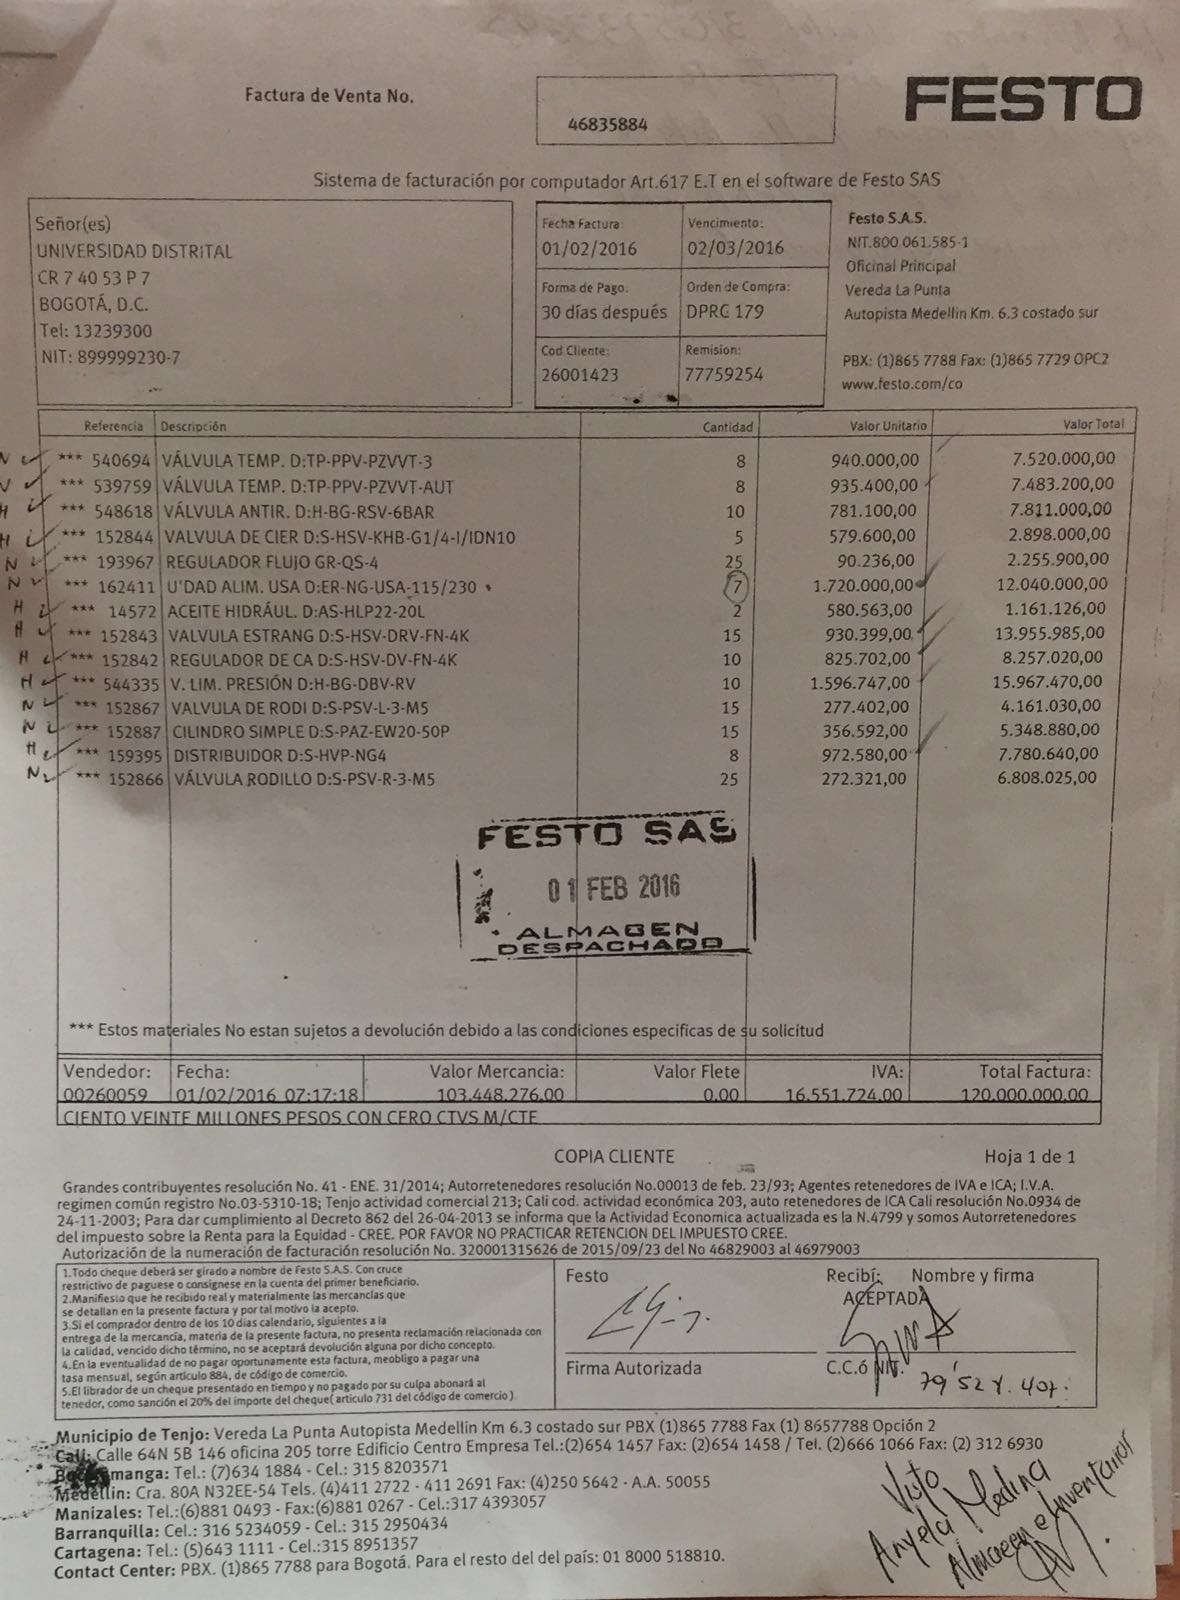 Factura de Venta No.
46835884
FESTO
Sistema de facturación por computador Art.617 E.T en el software de Festo SAS
Señor(es)
UNIVERSIDAD DISTRITAL
CR 7 40 53 P 7
BOGOTÁ, D.C.
Tel: 13239300
NIT: 899999230-7
Fecha Factura: Vencimiento:
01/02/2016 02/03/2016
Forma de Pago: Orden de Compra:
30 días después DPRC 179
Cod Cliente: Remision:
26001423 77759254
Festo S.A.S.
NIT.800.061.585-1
Oficinal Principal
Vereda La Punta
Autopista Medellin Km. 6.3 costado sur
PBX: (1)865 7788 Fax: (1)865 7729 OPC2
www.festo.com/co
Referencia Descripción Cantidad Valor Unitario Valor Total
N *** 540694 VÁLVULA TEMP. D:TP-PPV-PZVVT-3 8 940.000,00 7.520.000,00
*** 539759 VÁLVULA TEMP. D:TP-PPV-PZVVT-AUT 8 935.400,00 7.483.200,00
H *** 548618 VÁLVULA ANTIR. D:H-BG-RSV-6BAR 10 781.100,00 7.811.000,00
H *** 152844 VALVULA DE CIER D:S-HSV-KHB-G1/4-I/IDN10 5 579.600,00 2.898.000,00
N *** 193967 REGULADOR FLUJO GR-QS-4 25 90.236,00 2.255.900,00
N *** 162411 U'DAD ALIM. USA D:ER-NG-USA-115/230 7 1.720.000,00 12.040.000,00
H *** 14572 ACEITE HIDRÁUL. D:AS-HLP22-20L 2 580.563,00 1.161.126,00
H *** 152843 VALVULA ESTRANG D:S-HSV-DRV-FN-4K 15 930.399,00 13.955.985,00
H *** 152842 REGULADOR DE CA D:S-HSV-DV-FN-4K 10 825.702,00 8.257.020,00
H *** 544335 V. LIM. PRESIÓN D:H-BG-DBV-RV 10 1.596.747,00 15.967.470,00
N *** 152867 VALVULA DE RODI D:S-PSV-L-3-M5 15 277.402,00 4.161.030,00
N *** 152887 CILINDRO SIMPLE D:S-PAZ-EW20-50P 15 356.592,00 5.348.880,00
H *** 159395 DISTRIBUIDOR D:S-HVP-NG4 8 972.580,00 7.780.640,00
N *** 152866 VÁLVULA RODILLO D:S-PSV-R-3-M5 25 272.321,00 6.808.025,00
FESTO SAS
01 FEB 2016
ALMAGEN
DESPACHADO
*** Estos materiales No estan sujetos a devolución debido a las condiciones especificas de su solicitud
Vendedor: Fecha: Valor Mercancia: Valor Flete IVA: Total Factura:
00260059 01/02/2016 07:17:18 103.448.276,00 0,00 16.551.724,00 120.000.000,00
CIENTO VEINTE MILLONES PESOS CON CERO CTVS M/CTE
COPIA CLIENTE Hoja 1 de 1
Grandes contribuyentes resolución No. 41 - ENE. 31/2014; Autorretenedores resolución No.00013 de feb. 23/93; Agentes retenedores de IVA e ICA; I.V.A.
regimen común registro No.03-5310-18; Tenjo actividad comercial 213; Cali cod. actividad económica 203, auto retenedores de ICA Cali resolución No.0934 de
24-11-2003; Para dar cumplimiento al Decreto 862 del 26-04-2013 se informa que la Actividad Economica actualizada es la N.4799 y somos Autorretenedores
del impuesto sobre la Renta para la Equidad - CREE. POR FAVOR NO PRACTICAR RETENCION DEL IMPUESTO CREE.
Autorización de la numeración de facturación resolución No. 320001315626 de 2015/09/23 del No 46829003 al 46979003
1.Todo cheque deberá ser girado a nombre de Festo S.A.S. Con cruce
restrictivo de paguese o consignese en la cuenta del primer beneficiario.
2.Manifiesto que he recibido real y materialmente las mercancías que
se detallan en la presente factura y por tal motivo la acepto.
3.Si el comprador dentro de los 10 días calendario, siguientes a la
entrega de la mercancía, materia de la presente factura, no presenta reclamación relacionada con
la calidad, vencido dicho término, no se aceptará devolución alguna por dicho concepto.
4.En la eventualidad de no pagar oportunamente esta factura, meobligo a pagar una
tasa mensual, según artículo 884, de código de comercio.
5.El librador de un cheque presentado en tiempo y no pagado por su culpa abonará al
tenedor, como sanción el 20% del importe del cheque( artículo 731 del código de comercio).
Festo
Firma Autorizada
Recibí: Nombre y firma
ACEPTADA
C.C.ó NIT.
Municipio de Tenjo: Vereda La Punta Autopista Medellin Km 6.3 costado sur PBX (1)865 7788 Fax (1) 8657788 Opción 2
Cali: Calle 64N 5B 146 oficina 205 torre Edificio Centro Empresa Tel.:(2)654 1457 Fax: (2)654 1458 / Tel. (2)666 1066 Fax: (2) 312 6930
Bucaramanga: Tel.: (7)634 1884 - Cel.: 315 8203571
Medellin: Cra. 80A N32EE-54 Tels. (4)411 2722 - 411 2691 Fax: (4)250 5642 - A.A. 50055
Manizales: Tel.:(6)881 0493 - Fax:(6)881 0267 - Cel.:317 4393057
Barranquilla: Cel.: 316 5234059 - Cel.: 315 2950434
Cartagena: Tel.: (5)643 1111 - Cel.:315 8951357
Contact Center: PBX. (1)865 7788 para Bogotá. Para el resto del del país: 01 8000 518810.
Visto
Angela Medina
Almacen e Inventarios